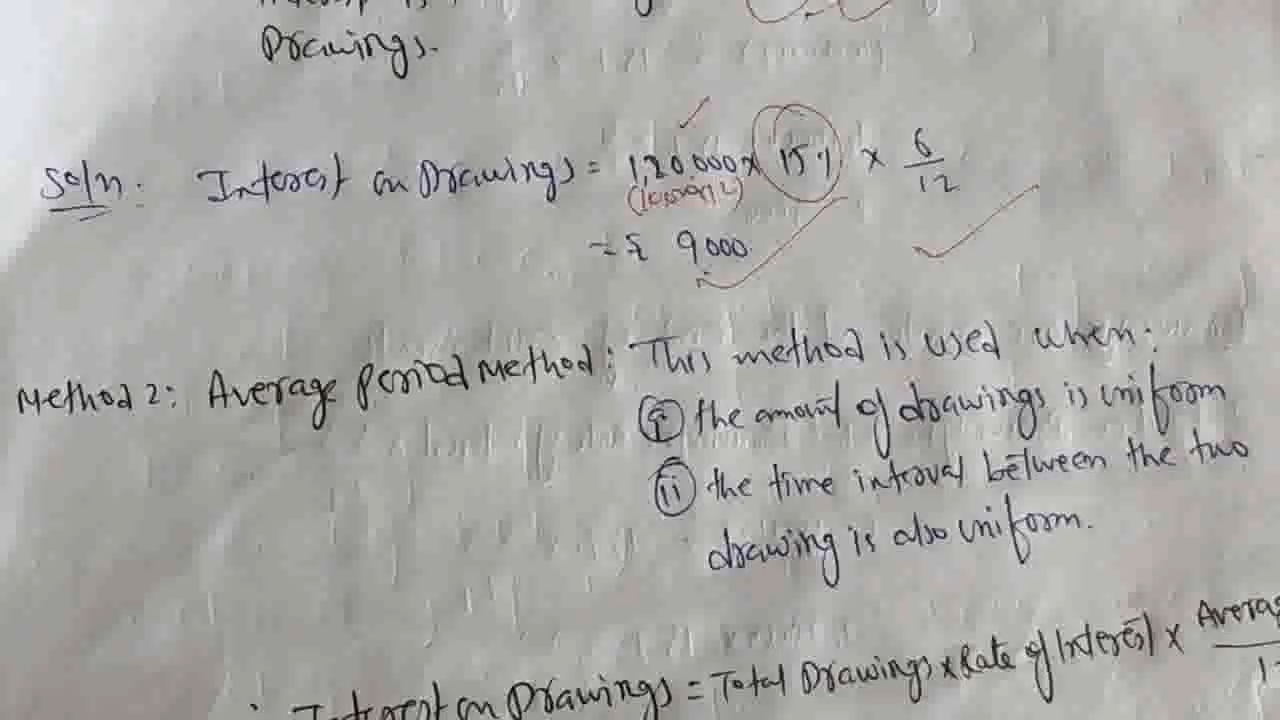 Drawings.
Soln: Interest on Drawings = 1,20,000 x 15% x 6/12
(10,000x12)
= ₹ 9000
Method 2: Average Period Method: This method is used when:
(i) the amount of drawings is uniform
(ii) the time interval between the two
drawing is also uniform.
Interest on Drawings = Total Drawings x Rate of Interest x